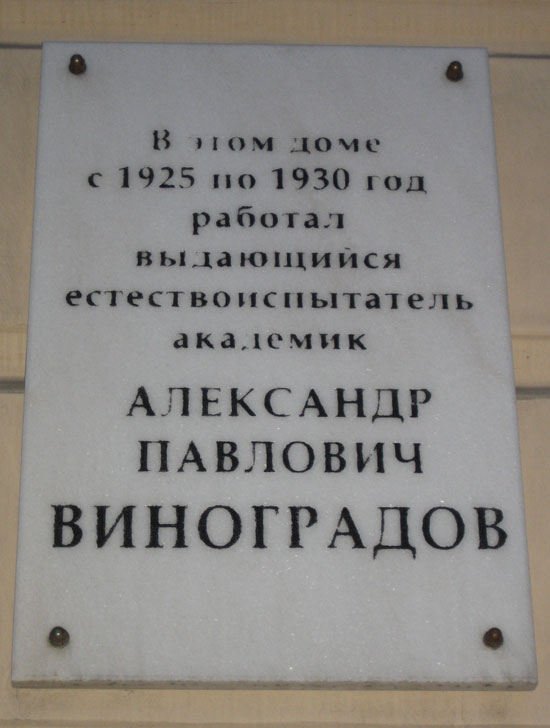 В этом доме
с 1925 по 1930 год
работал
выдающийся
естествоиспытатель
академик
АЛЕКСАНДР
ПАВЛОВИЧ
ВИНОГРАДОВ